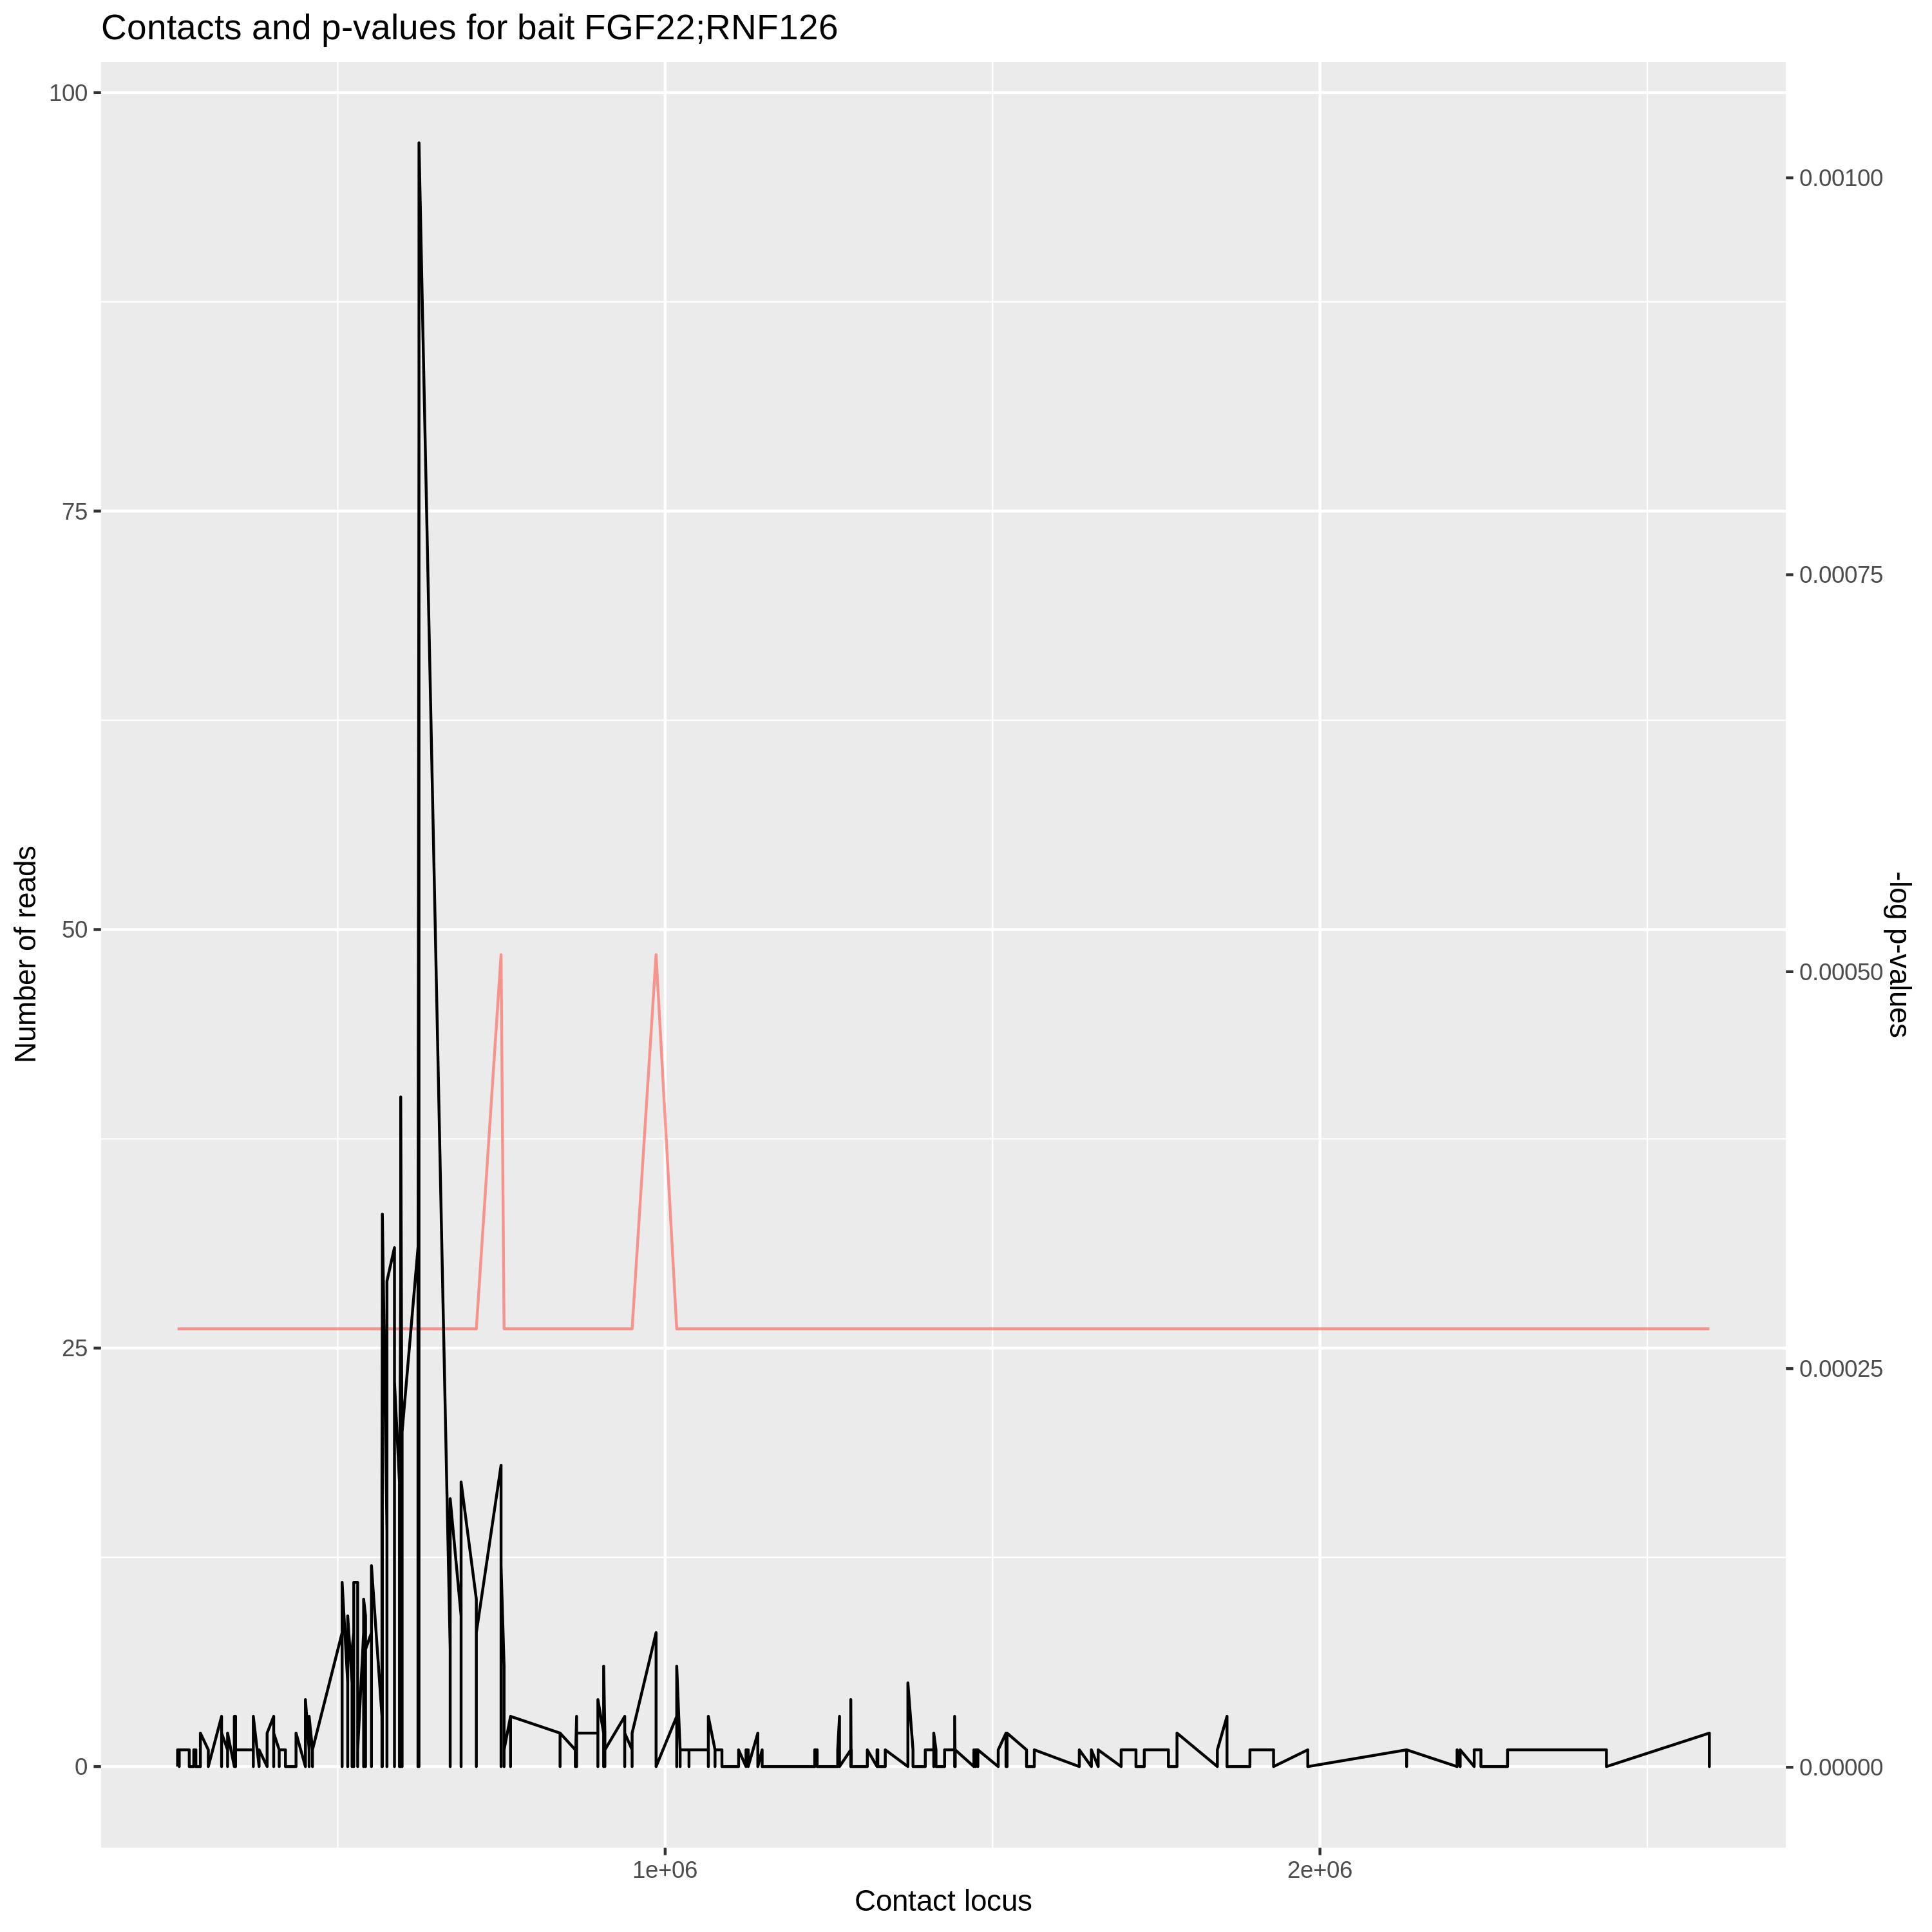 Contacts and p-values for bait FGF22;RNF126
100
75
50
25
0
Number of reads
0.00100
0.00075
0.00050
0.00025
0.00000
-log p-values
1e+06
2e+06
Contact locus